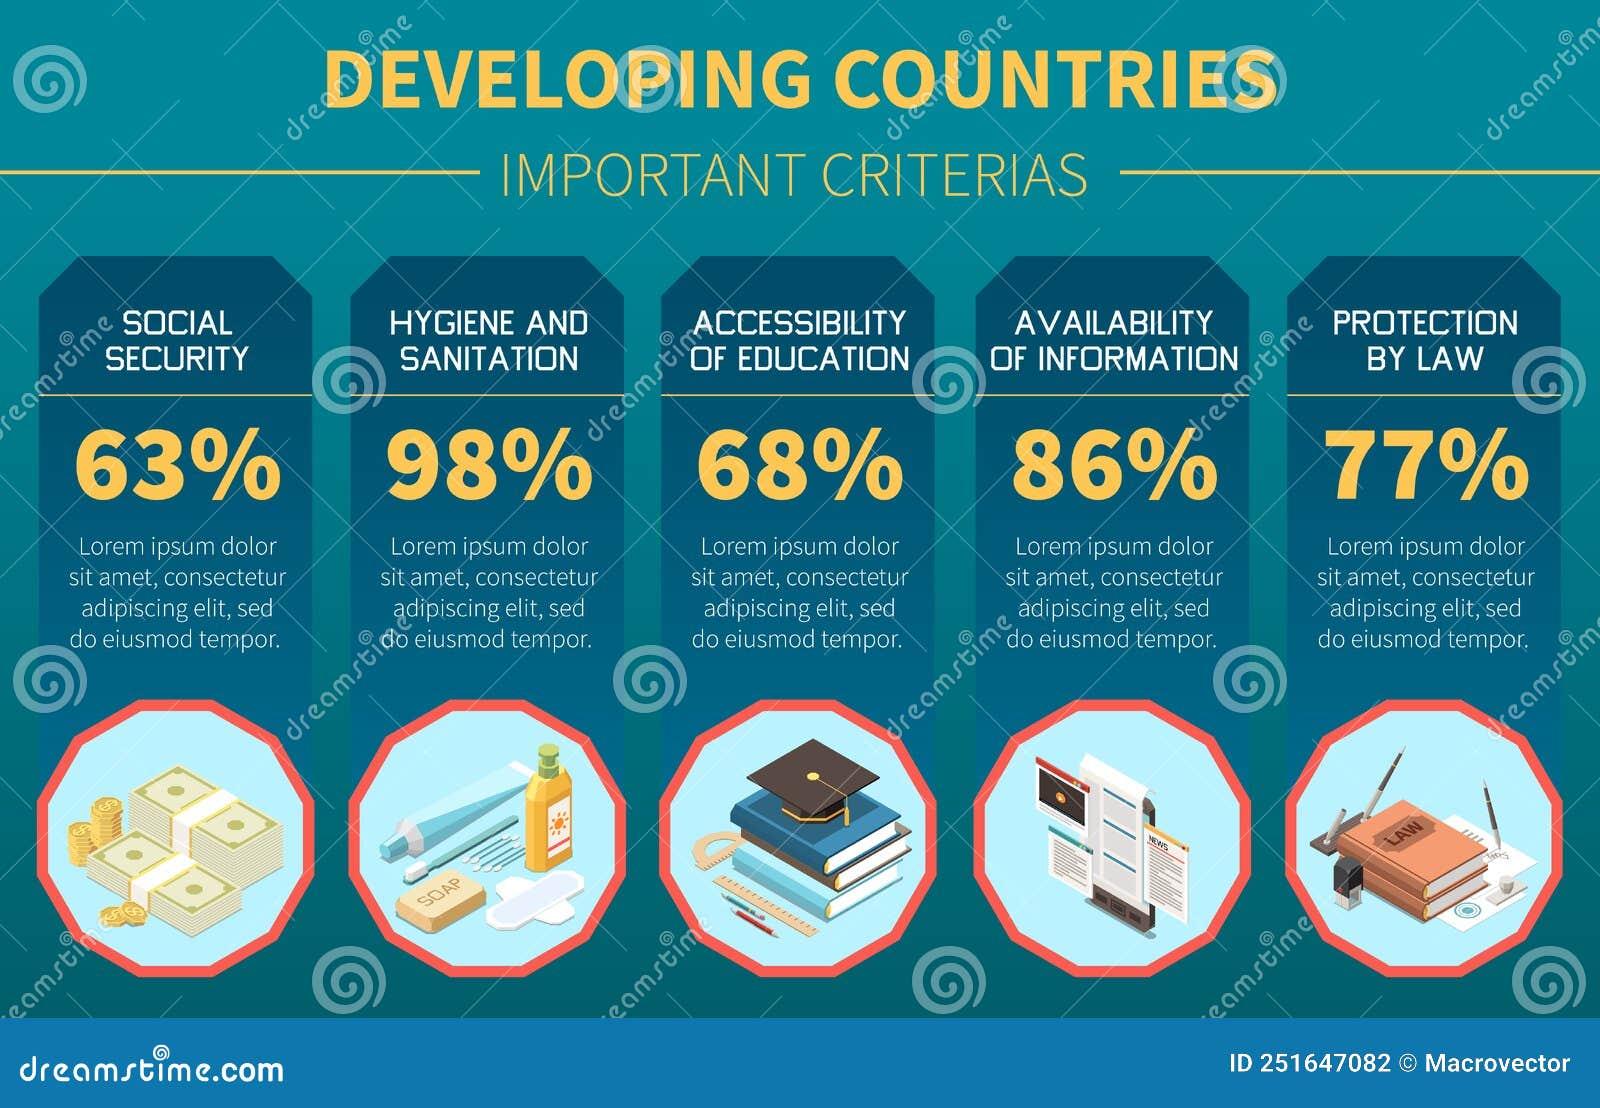 DEVELOPING COUNTRIES
IMPORTANT CRITERIAS
SOCIAL
SECURITY
63%
Lorem ipsum dolor
sit amet, consectetur
adipiscing elit, sed
do eiusmod tempor.
HYGIENE AND
SANITATION
98%
Lorem ipsum dolor
sit amet, consectetur
adipiscing elit, sed
do eiusmod tempor.
SOAP
ACCESSIBILITY
OF EDUCATION
68%
Lorem ipsum dolor
sit amet, consectetur
adipiscing elit, sed
do eiusmod tempor.
AVAILABILITY
OF INFORMATION
86%
Lorem ipsum dolor
sit amet, consectetur
adipiscing elit, sed
do eiusmod tempor.
NEWS
PROTECTION
BY LAW
77%
Lorem ipsum dolor
sit amet, consectetur
adipiscing elit, sed
do eiusmod tempor.
LAW
dreamstime
dreamstime.com
ID 251647082 © Macrovector